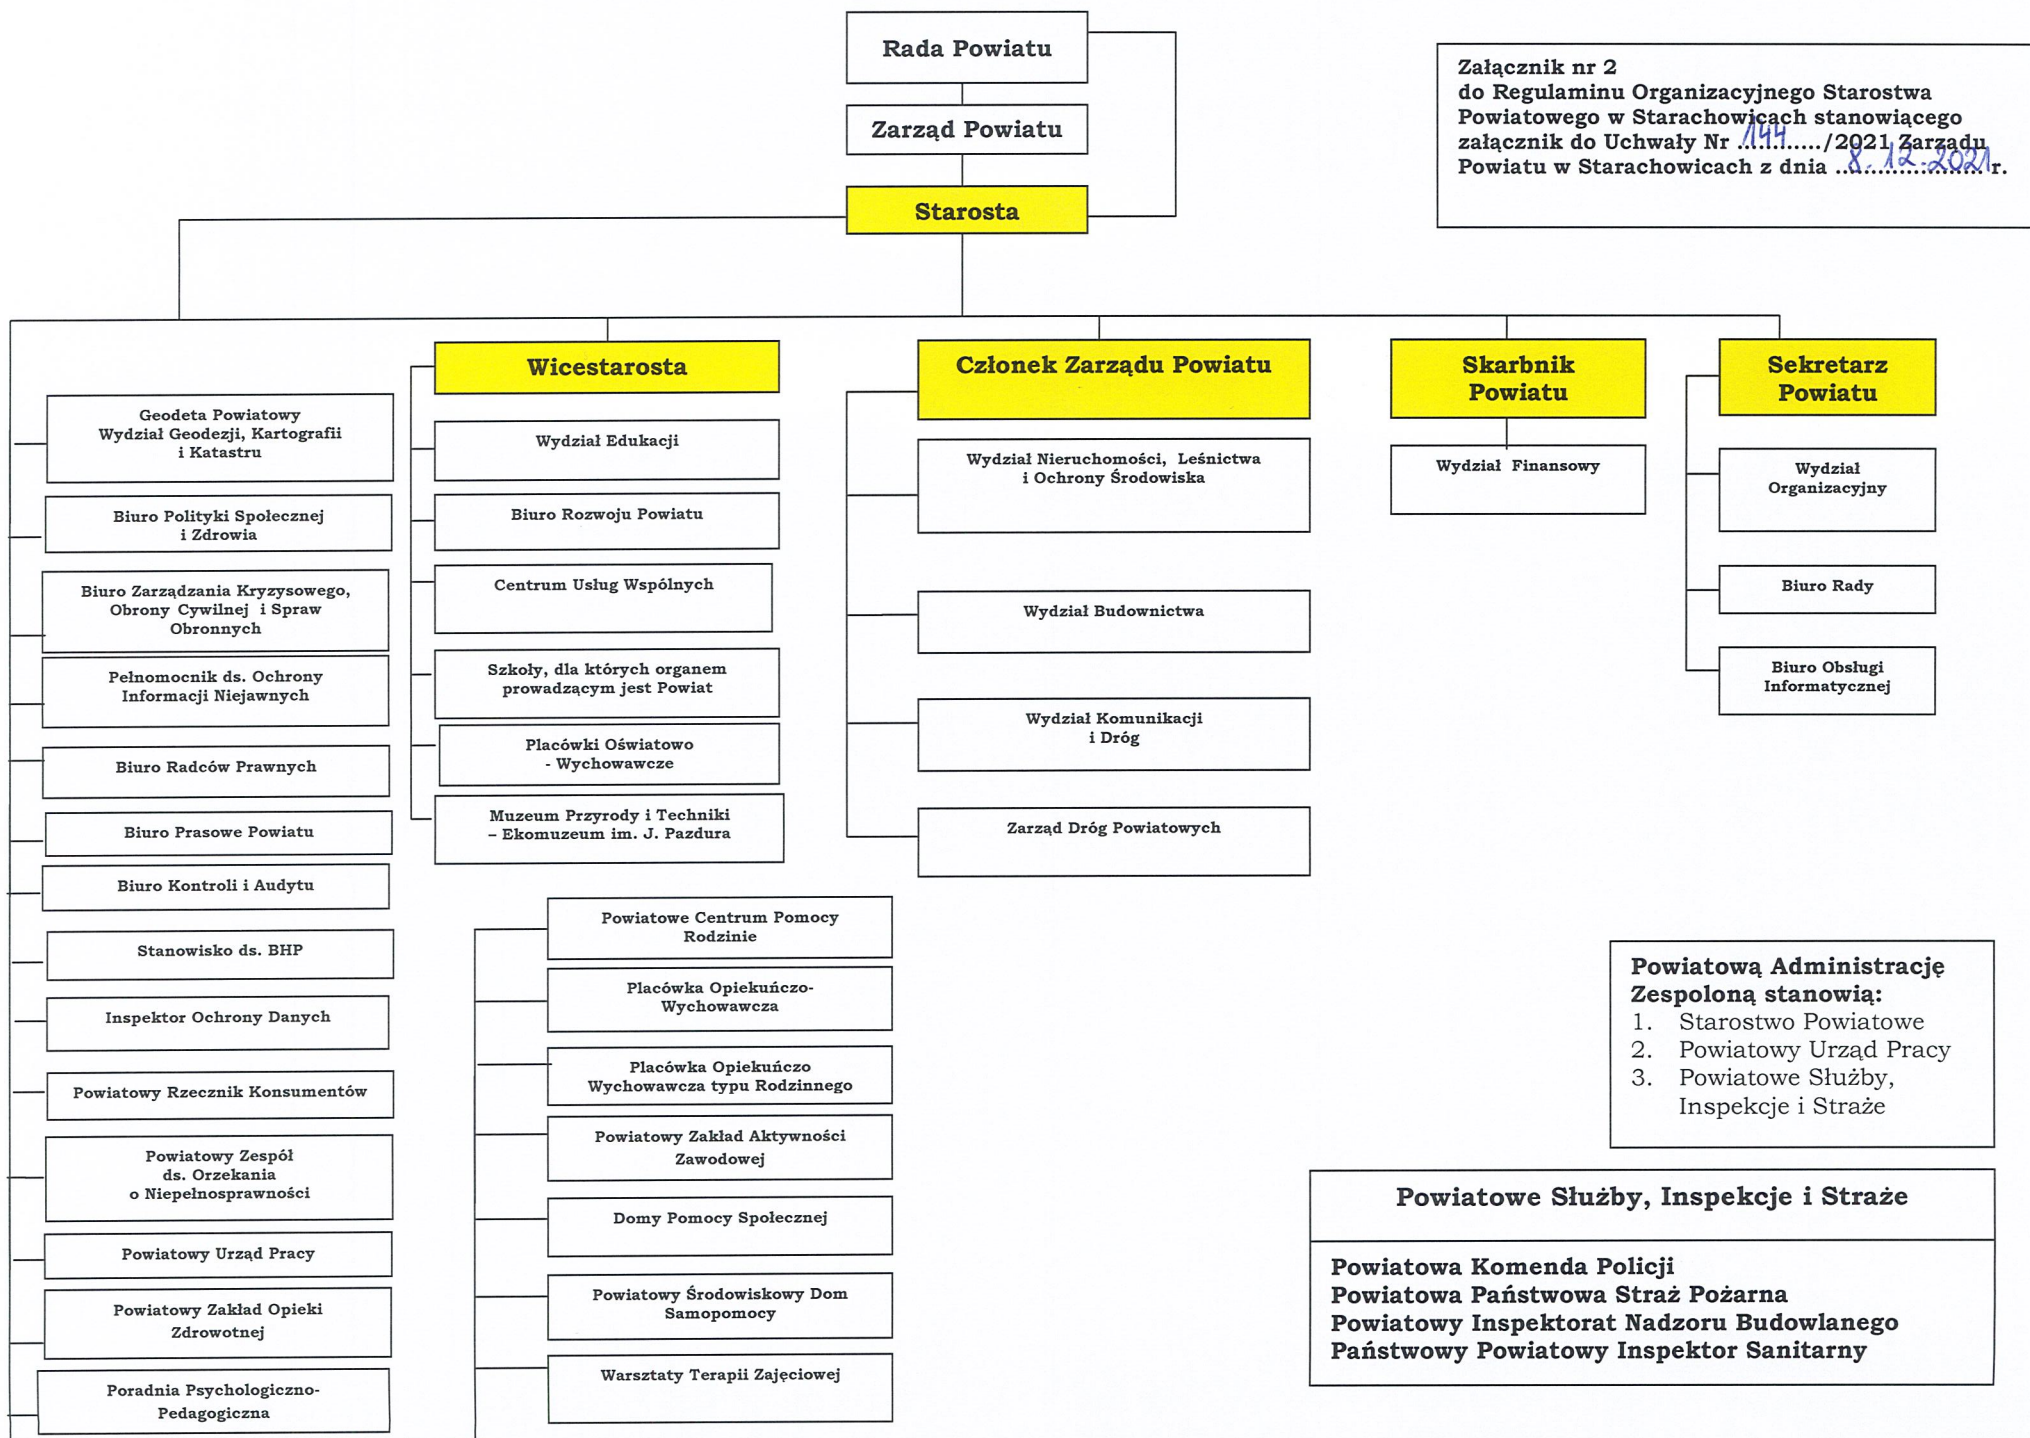 Rada Powiatu
Zarząd Powiatu
Starosta
Załącznik nr 2
do Regulaminu Organizacyjnego Starostwa
Powiatowego w Starachowicach stanowiącego
załącznik do Uchwały Nr ...144.../2021 Zarządu
Powiatu w Starachowicach z dnia ...8.12.2021 r.
Wicestarosta
Członek Zarządu Powiatu
Skarbnik
Powiatu
Sekretarz
Powiatu
Geodeta Powiatowy
Wydział Geodezji, Kartografii
i Katastru
Biuro Polityki Społecznej
i Zdrowia
Biuro Zarządzania Kryzysowego,
Obrony Cywilnej i Spraw
Obronnych
Pełnomocnik ds. Ochrony
Informacji Niejawnych
Biuro Radców Prawnych
Biuro Prasowe Powiatu
Biuro Kontroli i Audytu
Stanowisko ds. BHP
Inspektor Ochrony Danych
Powiatowy Rzecznik Konsumentów
Powiatowy Zespół
ds. Orzekania
o Niepełnosprawności
Powiatowy Urząd Pracy
Powiatowy Zakład Opieki
Zdrowotnej
Poradnia Psychologiczno-
Pedagogiczna
Wydział Edukacji
Biuro Rozwoju Powiatu
Centrum Usług Wspólnych
Szkoły, dla których organem
prowadzącym jest Powiat
Placówki Oświatowo
- Wychowawcze
Muzeum Przyrody i Techniki
– Ekomuzeum im. J. Pazdura
Powiatowe Centrum Pomocy
Rodzinie
Placówka Opiekuńczo-
Wychowawcza
Placówka Opiekuńczo
Wychowawcza typu Rodzinnego
Powiatowy Zakład Aktywności
Zawodowej
Domy Pomocy Społecznej
Powiatowy Środowiskowy Dom
Samopomocy
Warsztaty Terapii Zajęciowej
Wydział Nieruchomości, Leśnictwa
i Ochrony Środowiska
Wydział Budownictwa
Wydział Komunikacji
i Dróg
Zarząd Dróg Powiatowych
Wydział Finansowy
Wydział
Organizacyjny
Biuro Rady
Biuro Obsługi
Informatycznej
Powiatową Administrację
Zespoloną stanowią:
1. Starostwo Powiatowe
2. Powiatowy Urząd Pracy
3. Powiatowe Służby,
Inspekcje i Straże
Powiatowe Służby, Inspekcje i Straże
Powiatowa Komenda Policji
Powiatowa Państwowa Straż Pożarna
Powiatowy Inspektorat Nadzoru Budowlanego
Państwowy Powiatowy Inspektor Sanitarny